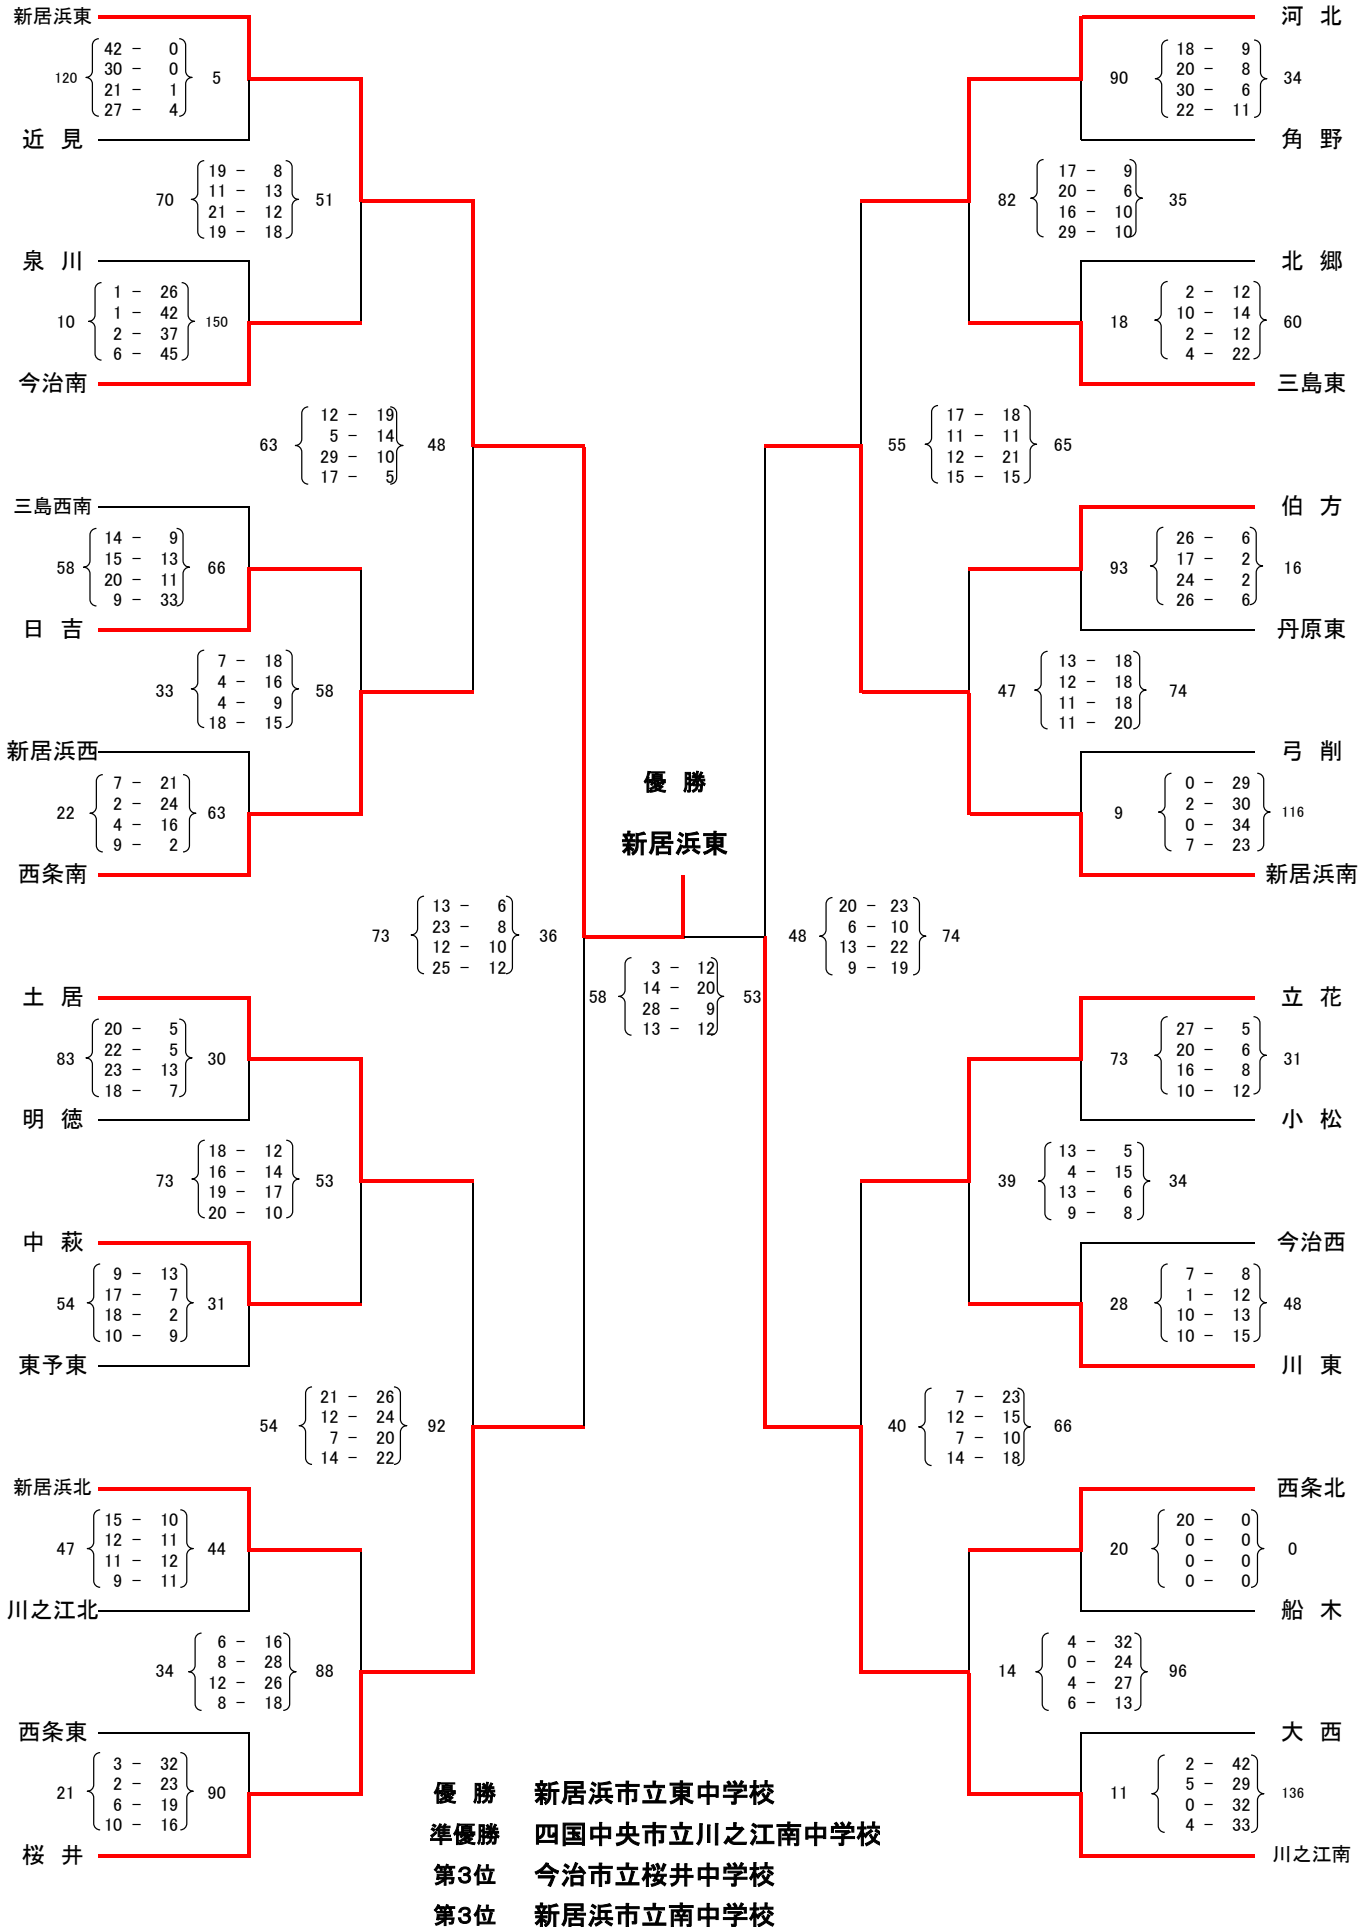 新居浜東
120 42 - 0 5
30 - 0
21 - 1
27 - 4
近 見
70 19 - 8 51
11 - 13
21 - 12
19 - 18
泉 川
10 1 - 26 150
1 - 42
2 - 37
6 - 45
今治南
63 12 - 19 48
5 - 14
29 - 10
17 - 5
三島西南
58 14 - 9 66
15 - 13
20 - 11
9 - 33
日 吉
33 7 - 18 58
4 - 16
4 - 9
18 - 15
新居浜西
22 7 - 21 63
2 - 24
4 - 16
9 - 2
西条南
73 13 - 6 36
23 - 8
12 - 10
25 - 12
土 居
83 20 - 5 30
22 - 5
23 - 13
18 - 7
明 徳
73 18 - 12 53
16 - 14
19 - 17
20 - 10
中 萩
54 9 - 13 31
17 - 7
18 - 2
10 - 9
東予東
54 21 - 26 92
12 - 24
7 - 20
14 - 22
新居浜北
47 15 - 10 44
12 - 11
11 - 12
9 - 11
川之江北
34 6 - 16 88
8 - 28
12 - 26
8 - 18
西条東
21 3 - 32 90
2 - 23
6 - 19
10 - 16
桜 井
優 勝
新居浜東
58 3 - 12 53
14 - 20
28 - 9
13 - 12
河 北
90 18 - 9 34
20 - 8
30 - 6
22 - 11
角 野
82 17 - 9 35
20 - 6
16 - 10
29 - 10
北 郷
18 2 - 12 60
10 - 14
2 - 12
4 - 22
三島東
55 17 - 18 65
11 - 11
12 - 21
15 - 15
伯 方
93 26 - 6 16
17 - 2
24 - 2
26 - 6
丹原東
47 13 - 18 74
12 - 18
11 - 18
11 - 20
弓 削
9 0 - 29 116
2 - 30
0 - 34
7 - 23
新居浜南
48 20 - 23 74
6 - 10
13 - 22
9 - 19
立 花
73 27 - 5 31
20 - 6
16 - 8
10 - 12
小 松
39 13 - 5 34
4 - 15
13 - 6
9 - 8
今治西
28 7 - 8 48
1 - 12
10 - 13
10 - 15
川 東
40 7 - 23 66
12 - 15
7 - 10
14 - 18
西条北
20 20 - 0 0
0 - 0
0 - 0
0 - 0
船 木
14 4 - 32 96
0 - 24
4 - 27
6 - 13
大 西
11 2 - 42 136
5 - 29
0 - 32
4 - 33
川之江南
優 勝 新居浜市立東中学校
準優勝 四国中央市立川之江南中学校
第3位 今治市立桜井中学校
第3位 新居浜市立南中学校